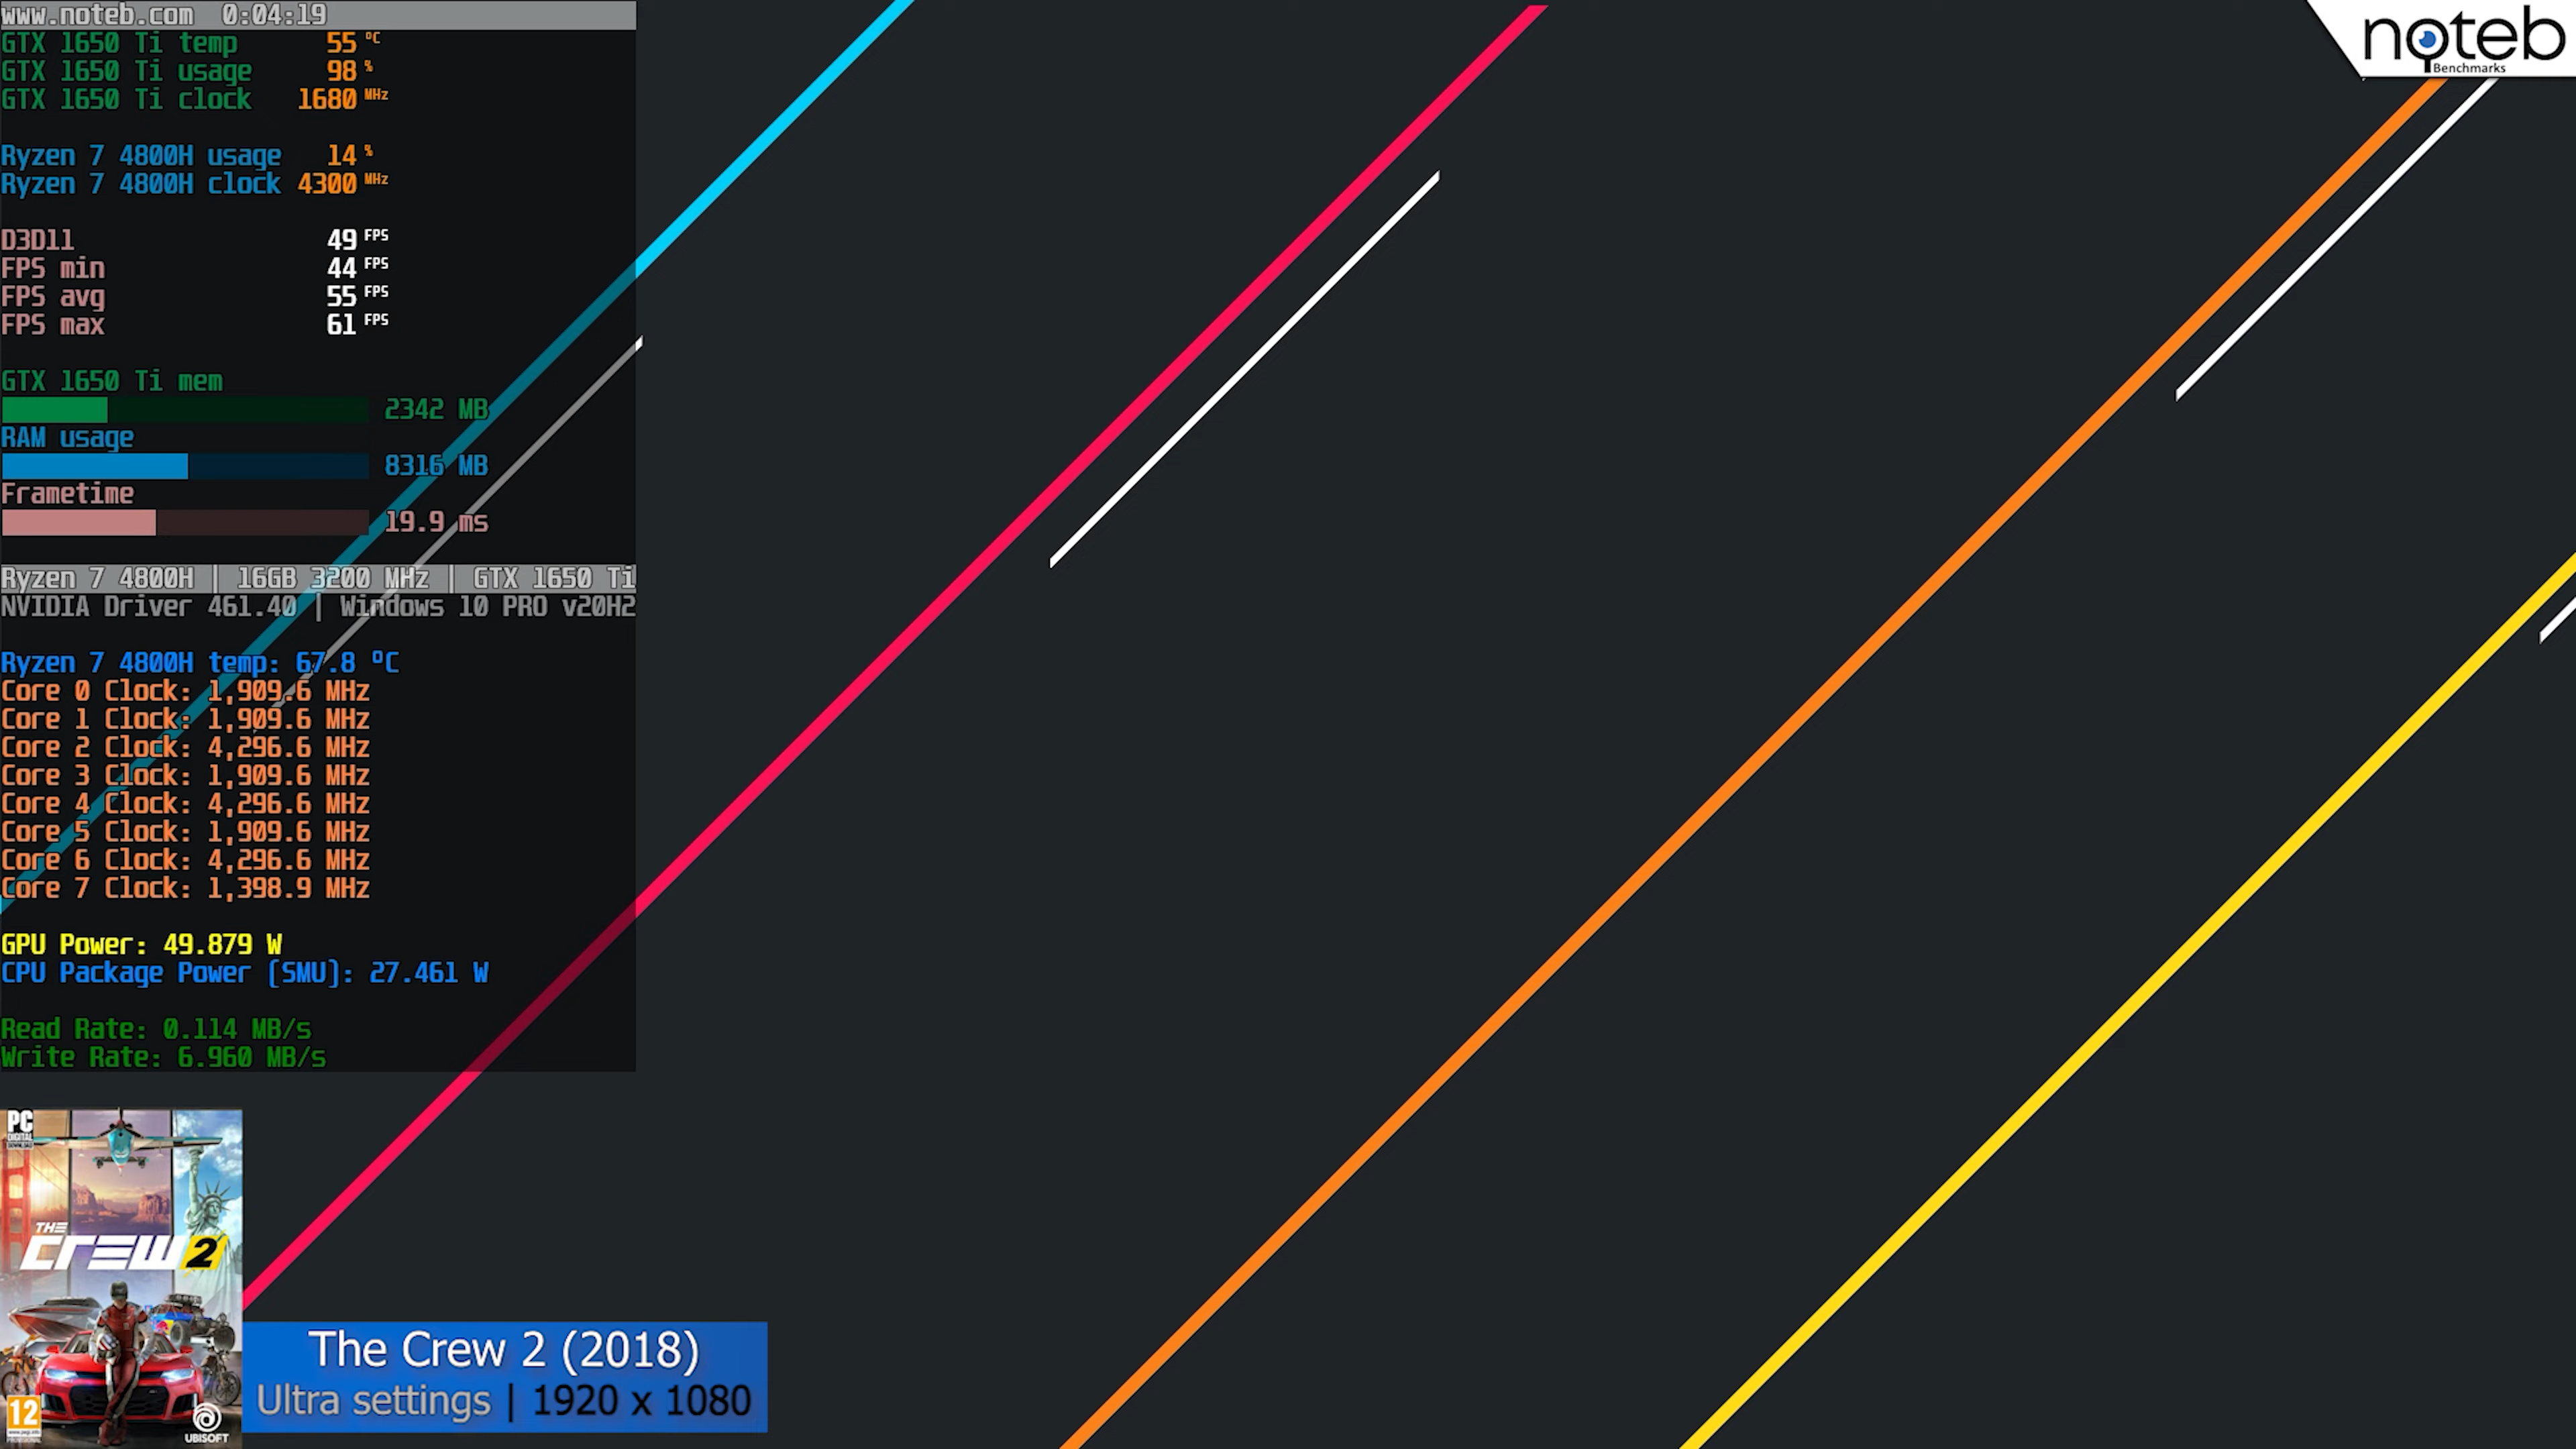 www.noteb.com 0:04:19
GTX 1650 Ti temp 55 °C
GTX 1650 Ti usage 98 %
GTX 1650 Ti clock 1680 MHz
Ryzen 7 4800H usage 14 %
Ryzen 7 4800H clock 4300 MHz
D3D11 49 FPS
FPS min 44 FPS
FPS avg 55 FPS
FPS max 61 FPS
GTX 1650 Ti mem
2342 MB
RAM usage
8316 MB
Frametime
19.9 ms
Ryzen 7 4800H | 16GB 3200 MHz | GTX 1650 Ti
NVIDIA Driver 461.40 | Windows 10 PRO v20H2
Ryzen 7 4800H temp: 67.8 °C
Core 0 Clock: 1,909.6 MHz
Core 1 Clock: 1,909.6 MHz
Core 2 Clock: 4,296.6 MHz
Core 3 Clock: 1,909.6 MHz
Core 4 Clock: 4,296.6 MHz
Core 5 Clock: 1,909.6 MHz
Core 6 Clock: 4,296.6 MHz
Core 7 Clock: 1,398.9 MHz
GPU Power: 49.879 W
CPU Package Power [SMU]: 27.461 W
Read Rate: 0.114 MB/s
Write Rate: 6.960 MB/s
noteb
Benchmarks
PC
DIGITAL
DOWNLOAD
THE
CREW 2
12
UBISOFT
The Crew 2 (2018)
Ultra settings | 1920 x 1080